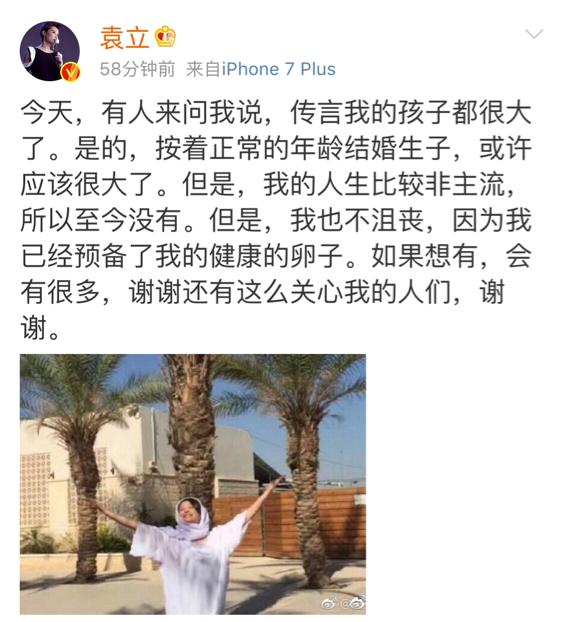 袁立
58分钟前 来自iPhone 7 Plus
今天，有人来问我说，传言我的孩子都很大
了。是的，按着正常的年龄结婚生子，或许
应该很大了。但是，我的人生比较非主流，
所以至今没有。但是，我也不沮丧，因为我
已经预备了我的健康的卵子。如果想有，会
有很多，谢谢还有这么关心我的人们，谢
谢。